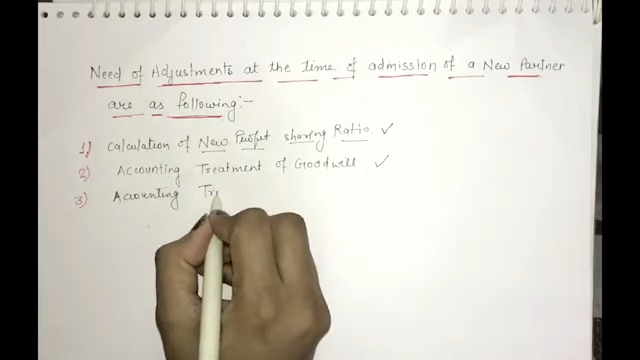 Need of Adjustments at the time of admission of a New Partner
are as following:-
1) Calculation of New Profit sharing Ratio. ✓
2) Accounting Treatment of Goodwill ✓
3) Accounting Tr